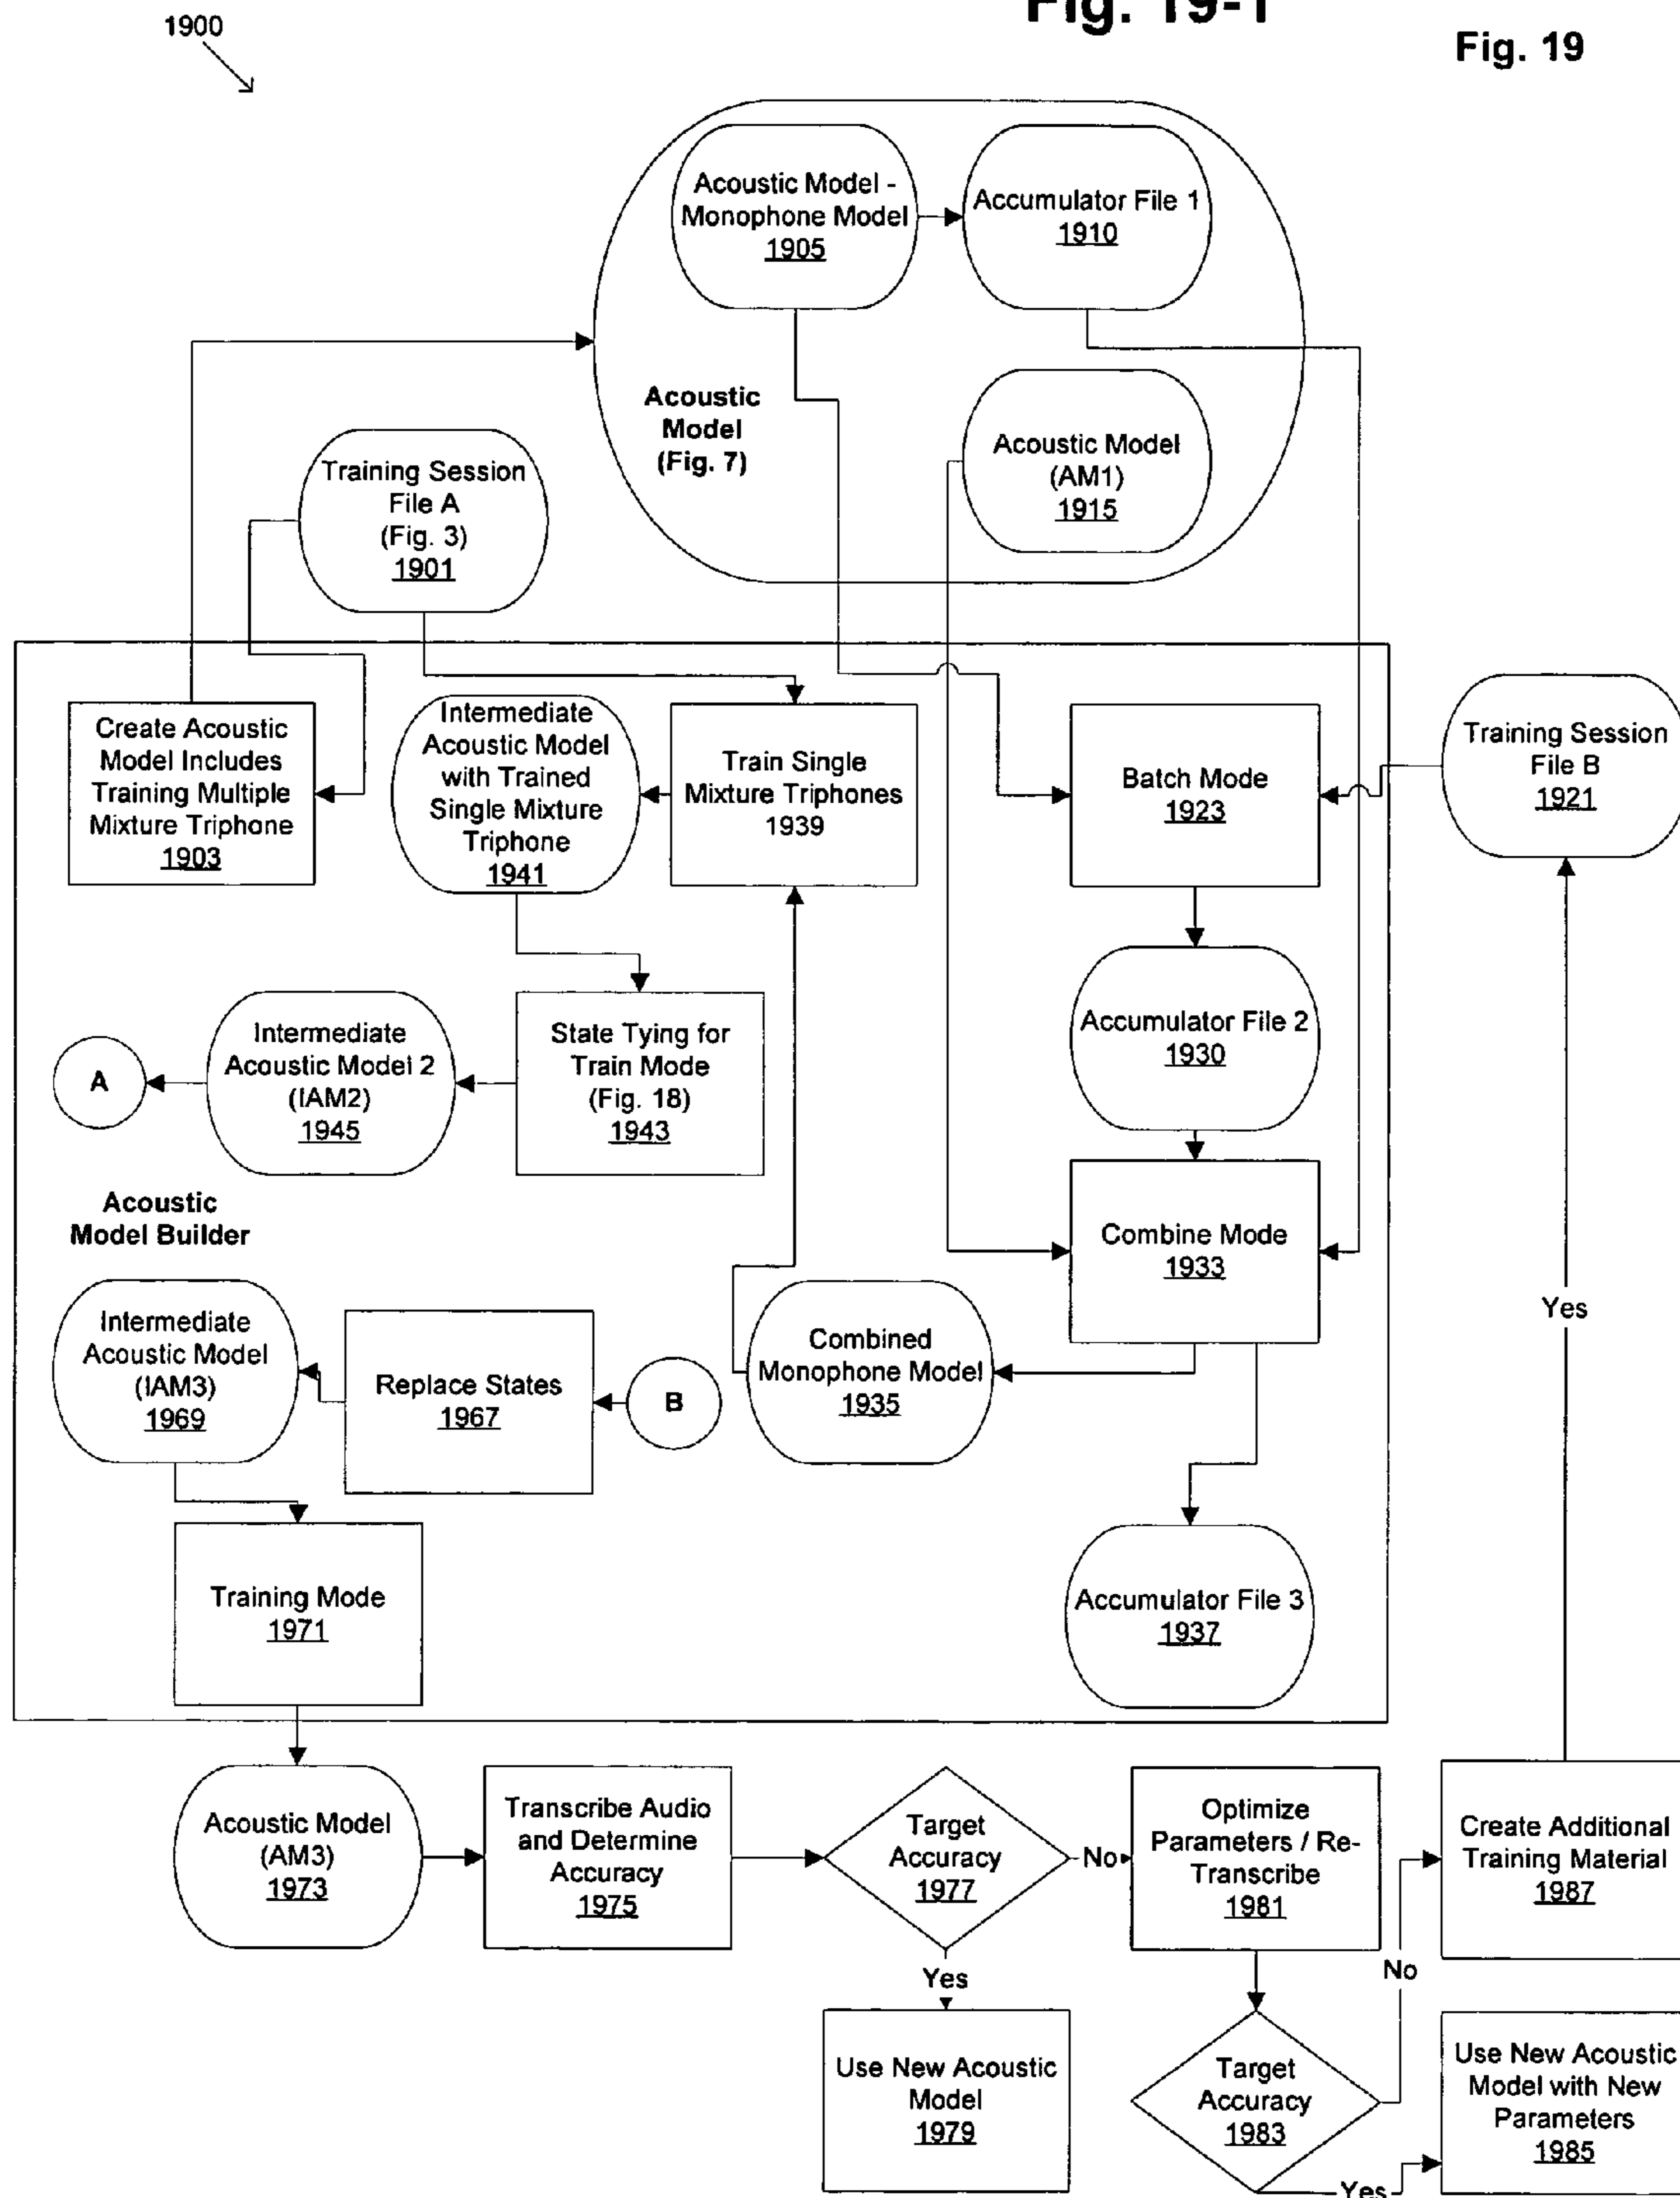 Fig. 19-1
Fig. 19
1900
Acoustic Model -
Monophone Model
1905
Accumulator File 1
1910
Acoustic
Model
(Fig. 7)
Acoustic Model
(AM1)
1915
Training Session
File A
(Fig. 3)
1901
Create Acoustic
Model Includes
Training Multiple
Mixture Triphone
1903
Intermediate
Acoustic Model
with Trained
Single Mixture
Triphone
1941
Train Single
Mixture Triphones
1939
Batch Mode
1923
Training Session
File B
1921
A
Intermediate
Acoustic Model 2
(IAM2)
1945
State Tying for
Train Mode
(Fig. 18)
1943
Accumulator File 2
1930
Acoustic
Model Builder
Combine Mode
1933
Intermediate
Acoustic Model
(IAM3)
1969
Replace States
1967
B
Combined
Monophone Model
1935
Yes
Training Mode
1971
Accumulator File 3
1937
Acoustic Model
(AM3)
1973
Transcribe Audio
and Determine
Accuracy
1975
Target
Accuracy
1977
No
Optimize
Parameters / Re-
Transcribe
1981
Create Additional
Training Material
1987
Yes
No
Use New Acoustic
Model
1979
Target
Accuracy
1983
Use New Acoustic
Model with New
Parameters
1985
Yes